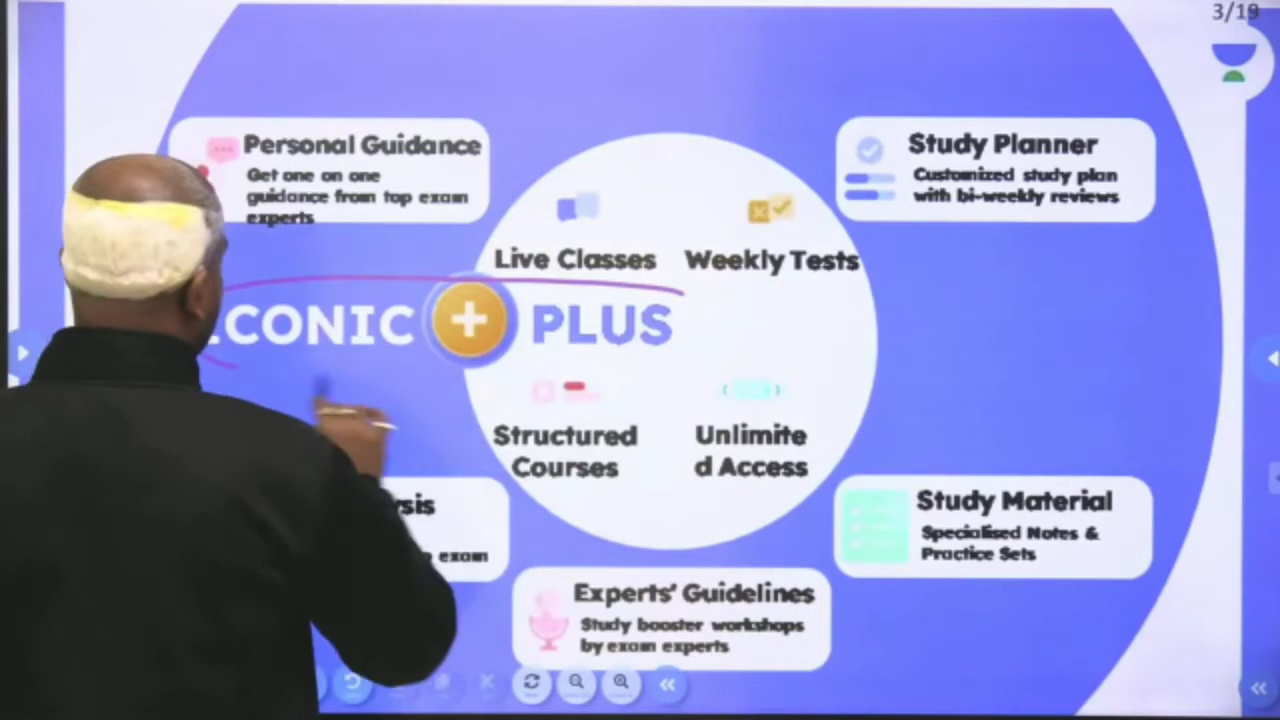 3/19
Personal Guidance
Get one on one
guidance from top exam
experts
Study Planner
Customized study plan
with bi-weekly reviews
Live Classes
Weekly Tests
ICONIC + PLUS
Structured
Courses
Unlimite
d Access
exam
Study Material
Specialised Notes &
Practice Sets
Experts' Guidelines
Study booster workshops
by exam experts